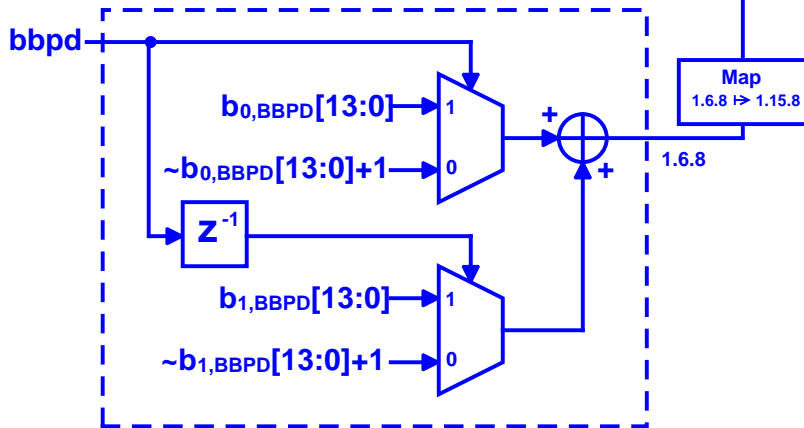 bbpd
b0,BBPD[13:0]
1
~b0,BBPD[13:0]+1
0
+
+
1.6.8
Map
1.6.8 ↦ 1.15.8
z-1
b1,BBPD[13:0]
1
~b1,BBPD[13:0]+1
0